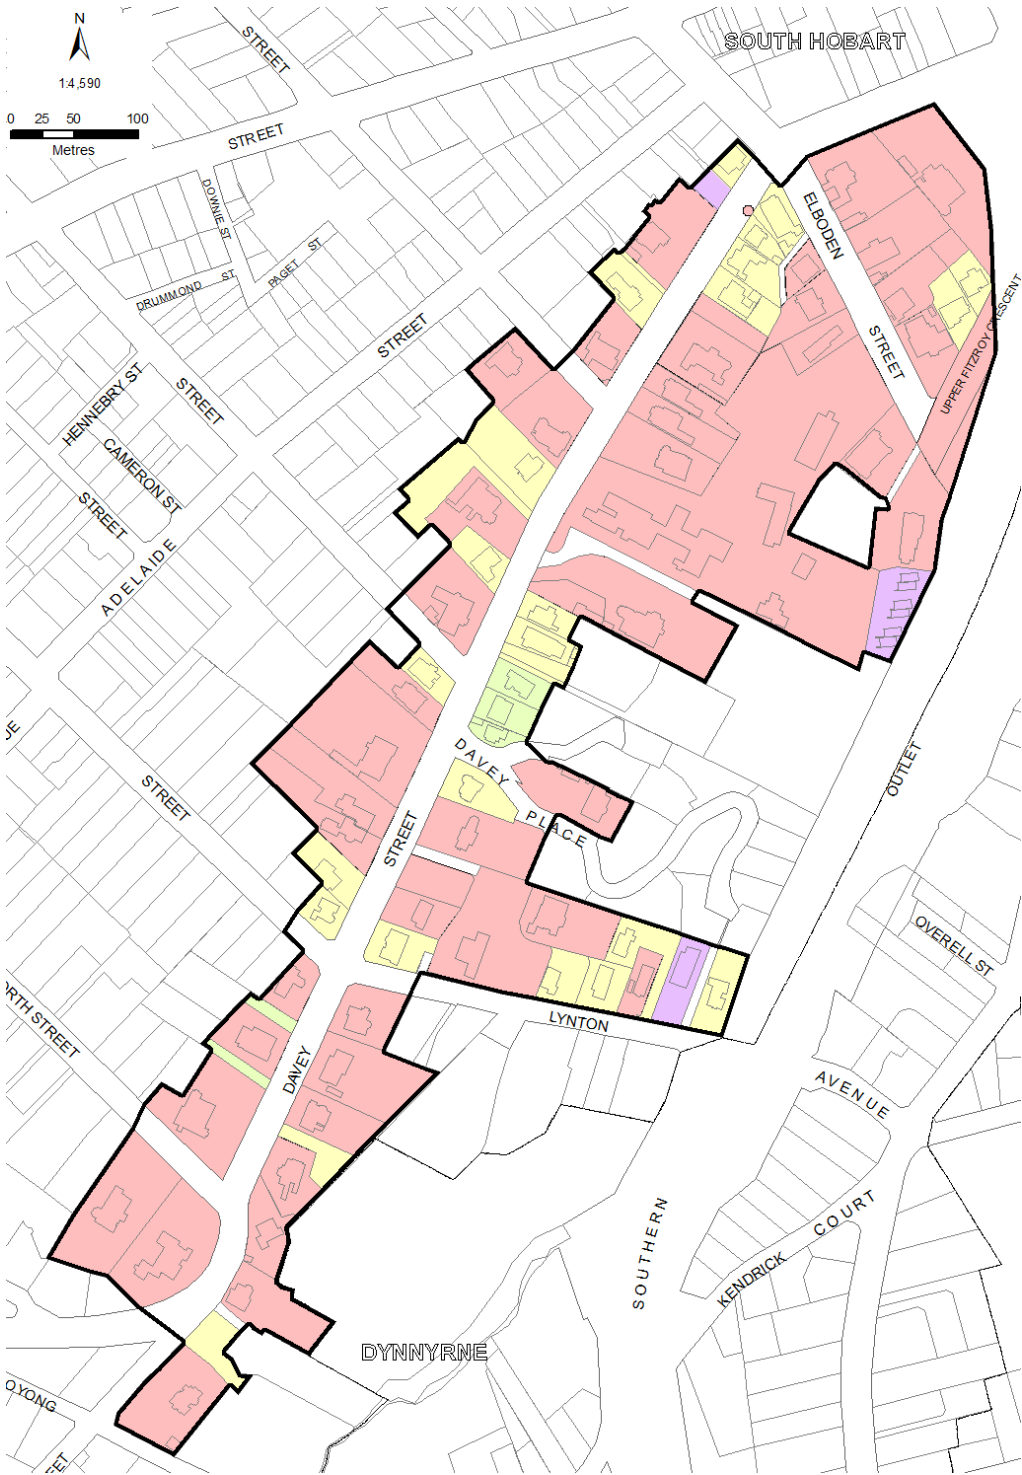 N
1:4,590
0 25 50 100
Metres
SOUTH HOBART
STREET
STREET
DOWNIE ST
PAGET ST
DRUMMOND ST
STREET
HENNEBRY ST
STREET
CAMERON ST
STREET
ADELAIDE
ELBODEN
STREET
UPPER FITZROY CRESCENT
STREET
DAVEY
PLACE
STREET
OUTLET
OVERELL ST
LYNTON
AVENUE
DAVEY
SOUTHERN
KENDRICK COURT
DYNNYRNE